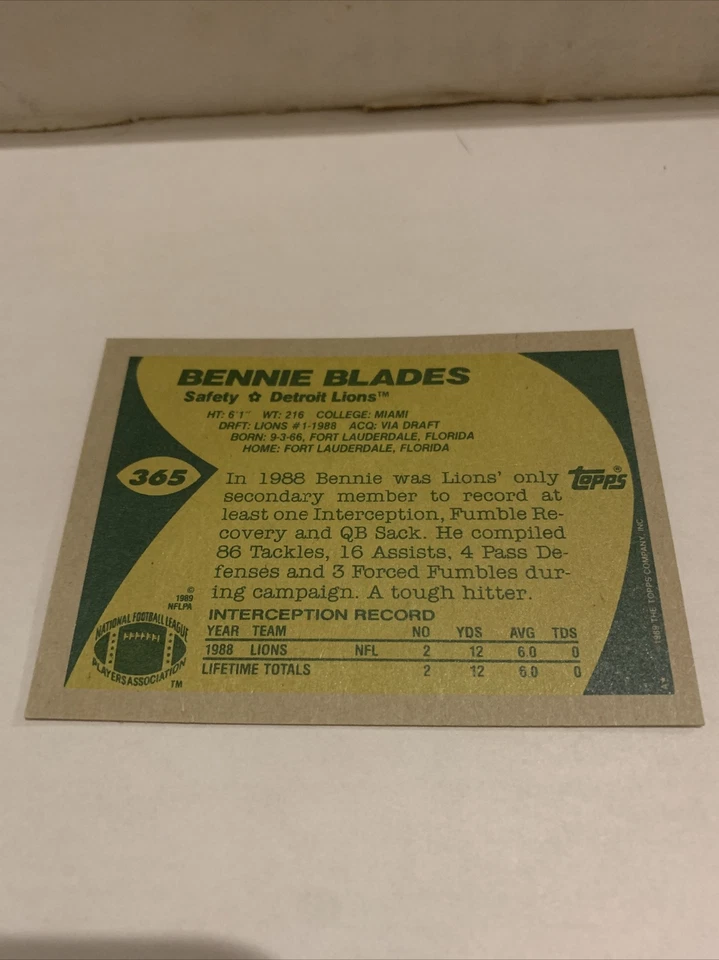 BENNIE BLADES
Safety ☆ Detroit Lions™
HT: 6'1" WT: 216 COLLEGE: MIAMI
DRFT: LIONS #1-1988 ACQ: VIA DRAFT
BORN: 9-3-66, FORT LAUDERDALE, FLORIDA
HOME: FORT LAUDERDALE, FLORIDA
365
topps®
In 1988 Bennie was Lions' only
secondary member to record at
least one Interception, Fumble Re-
covery and QB Sack. He compiled
86 Tackles, 16 Assists, 4 Pass De-
fenses and 3 Forced Fumbles dur-
ing campaign. A tough hitter.
©
1989
NFLPA
NATIONAL FOOTBALL LEAGUE
PLAYERS ASSOCIATION
TM
INTERCEPTION RECORD
YEAR TEAM NO YDS AVG TDS
1988 LIONS NFL 2 12 6.0 0
LIFETIME TOTALS 2 12 6.0 0
1989 THE TOPPS COMPANY, INC.
A*